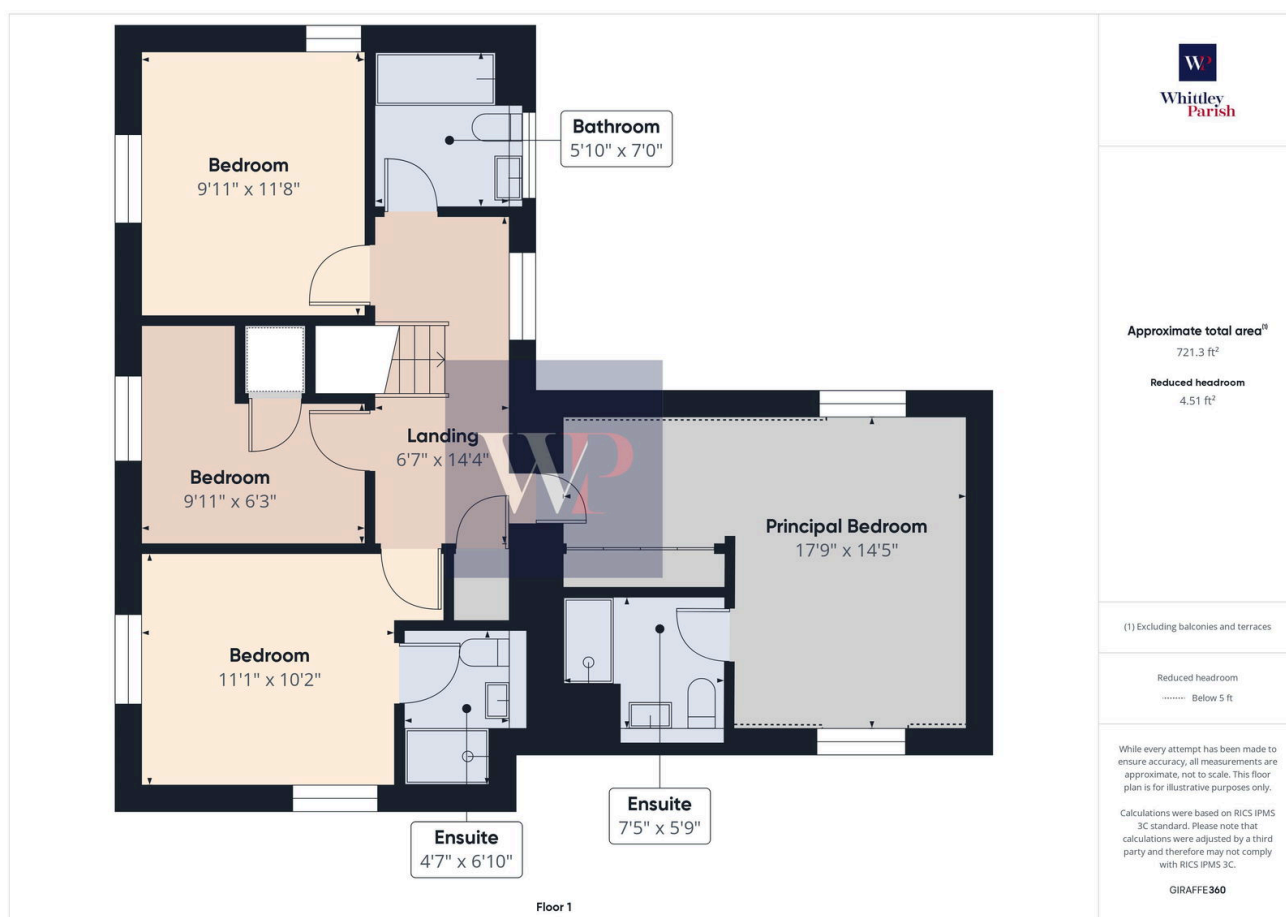 Bedroom
9'11" x 11'8"
Bathroom
5'10" x 7'0"
Landing
6'7" x 14'4"
Bedroom
9'11" x 6'3"
Principal Bedroom
17'9" x 14'5"
Bedroom
11'1" x 10'2"
Ensuite
4'7" x 6'10"
Ensuite
7'5" x 5'9"
Floor 1
WP
WP
Whittley
Parish
Approximate total area(1)
721.3 ft²
Reduced headroom
4.51 ft²
(1) Excluding balconies and terraces
Reduced headroom
Below 5 ft
While every attempt has been made to
ensure accuracy, all measurements are
approximate, not to scale. This floor
plan is for illustrative purposes only.
Calculations were based on RICS IPMS
3C standard. Please note that
calculations were adjusted by a third
party and therefore may not comply
with RICS IPMS 3C.
GIRAFFE360